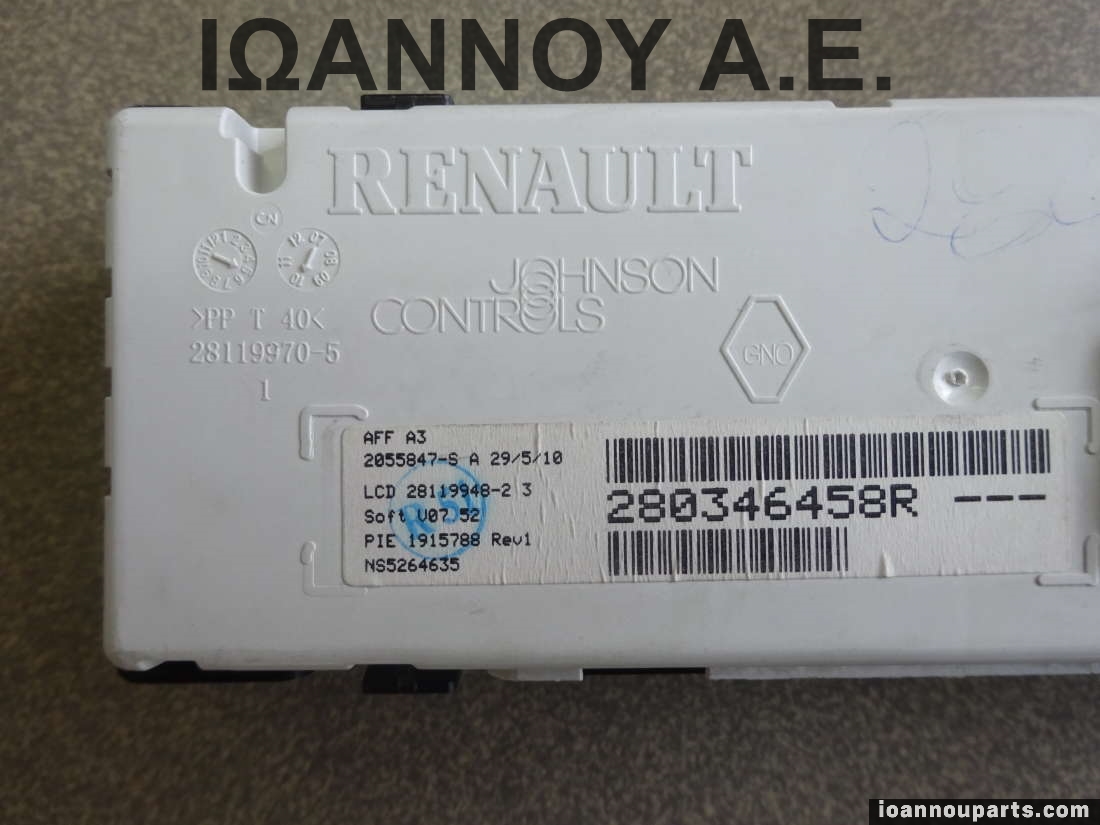 ΙΩΑΝΝΟΥ Α.Ε.
RENAULT
CN
JOHNSON
CONTROLS
>PP T 40<
28119970-5
1
GNO
AFF A3
2055847-S A 29/5/10
LCD 28119948-2 3
Soft V07 52
PIE 1915788 Rev1
NS5264635
280346458R ---
ioannouparts.com